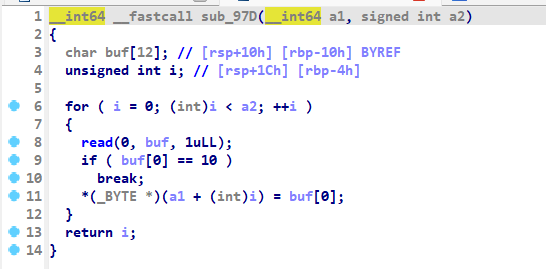 1 __int64 __fastcall sub_97D(__int64 a1, signed int a2)
2 {
3 char buf[12]; // [rsp+10h] [rbp-10h] BYREF
4 unsigned int i; // [rsp+1Ch] [rbp-4h]
5
6 for ( i = 0; (int)i < a2; ++i )
7 {
8 read(0, buf, 1uLL);
9 if ( buf[0] == 10 )
10 break;
11 *(_BYTE *)(a1 + (int)i) = buf[0];
12 }
13 return i;
14 }